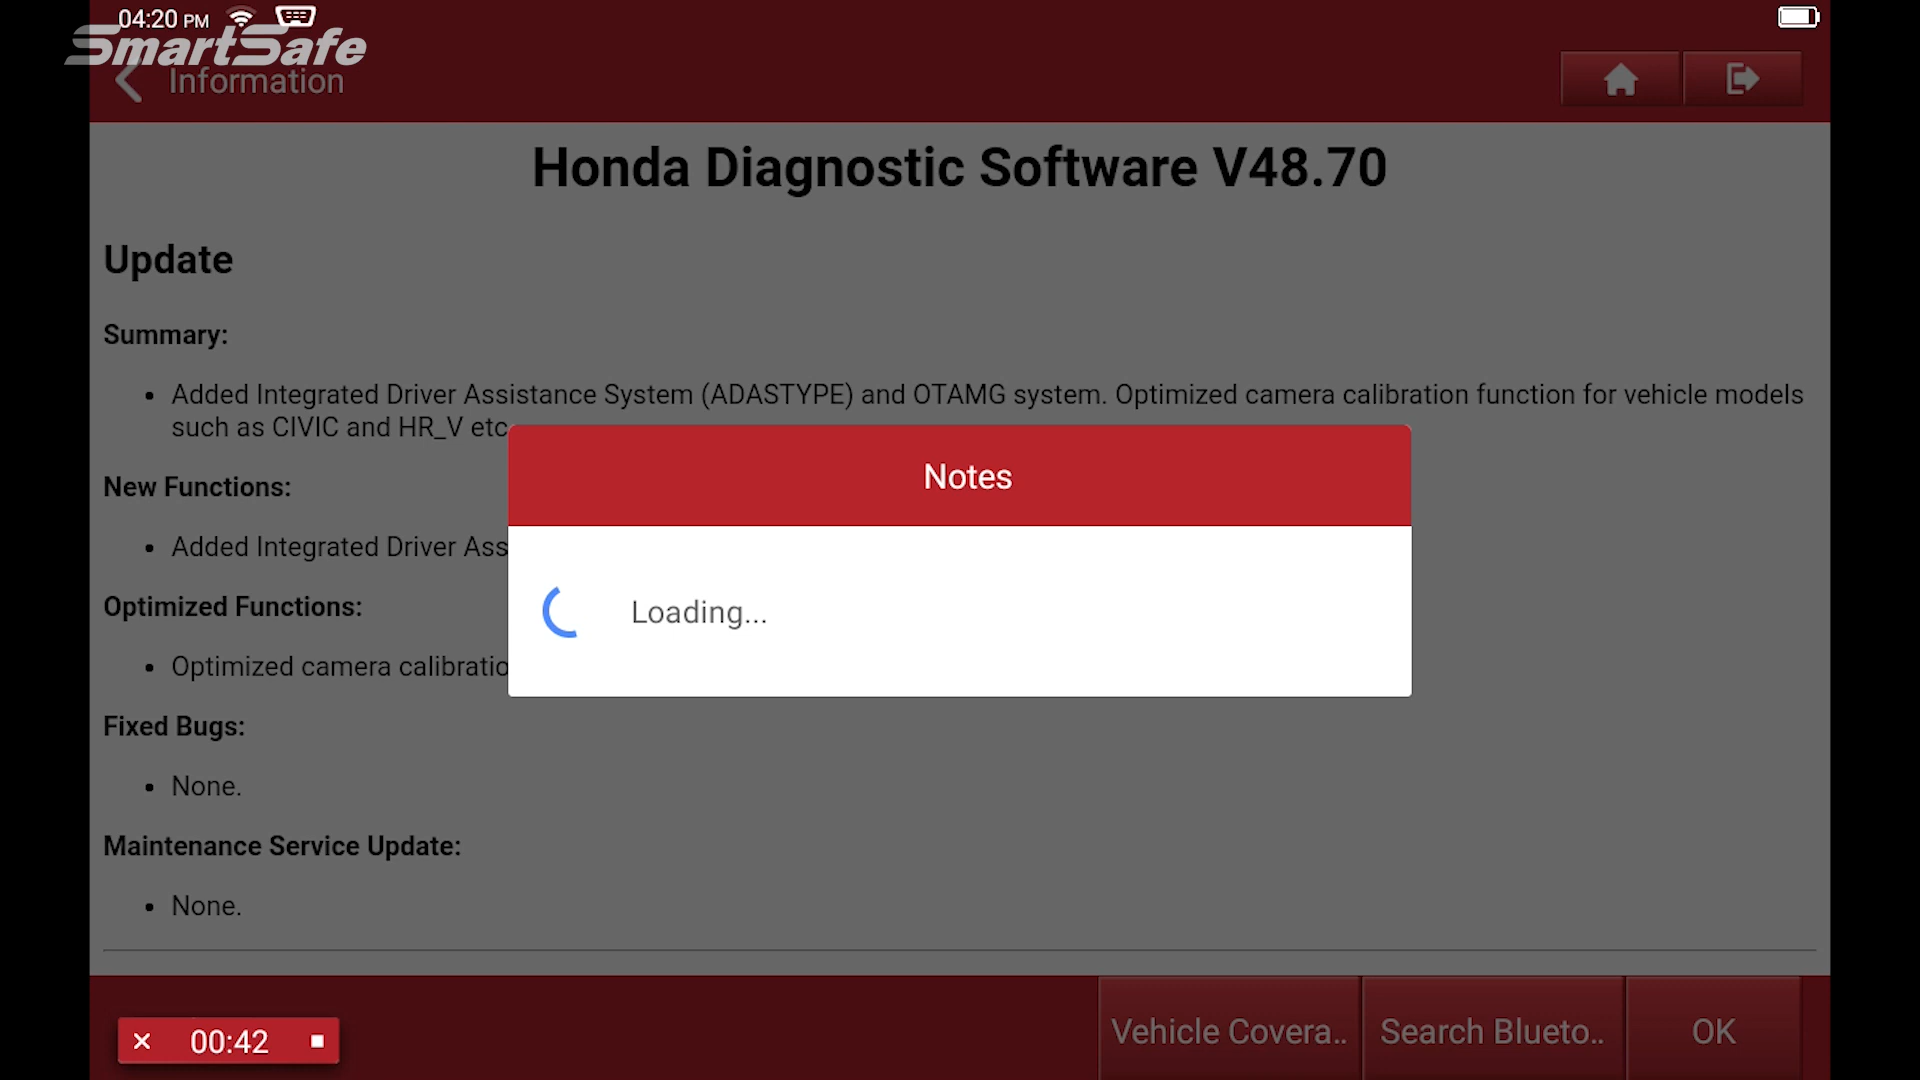 04:20 PM
SmartSafe
Information
Honda Diagnostic Software V48.70
Update
Summary:
• Added Integrated Driver Assistance System (ADASTYPE) and OTAMG system. Optimized camera calibration function for vehicle models
such as CIVIC and HR_V etc
New Functions:
• Added Integrated Driver Ass
Notes
Loading...
Optimized Functions:
• Optimized camera calibratio
Fixed Bugs:
• None.
Maintenance Service Update:
• None.
00:42
Vehicle Covera..
Search Blueto..
OK